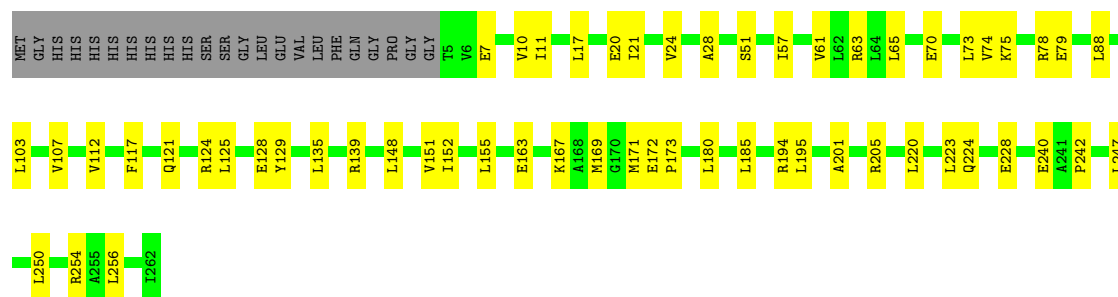 MET GLY HIS HIS HIS HIS HIS HIS HIS HIS SER SER GLY LEU GLU VAL LEU PHE GLN GLY PRO GLY GLY T5 V6 E7 V10 I11 L17 E20 I21 V24 A28 S51 I57 V61 L62 R63 L64 L65 E70 L73 V74 K75 R78 E79 L88
L103 V107 V112 F117 Q121 R124 L125 E128 Y129 L135 R139 L148 V151 I152 L155 E163 K167 A168 M169 G170 M171 E172 P173 L180 L185 R194 L195 A201 R205 L220 L223 Q224 E228 E240 A241 P242 L247
L250 R254 A255 L256 I262